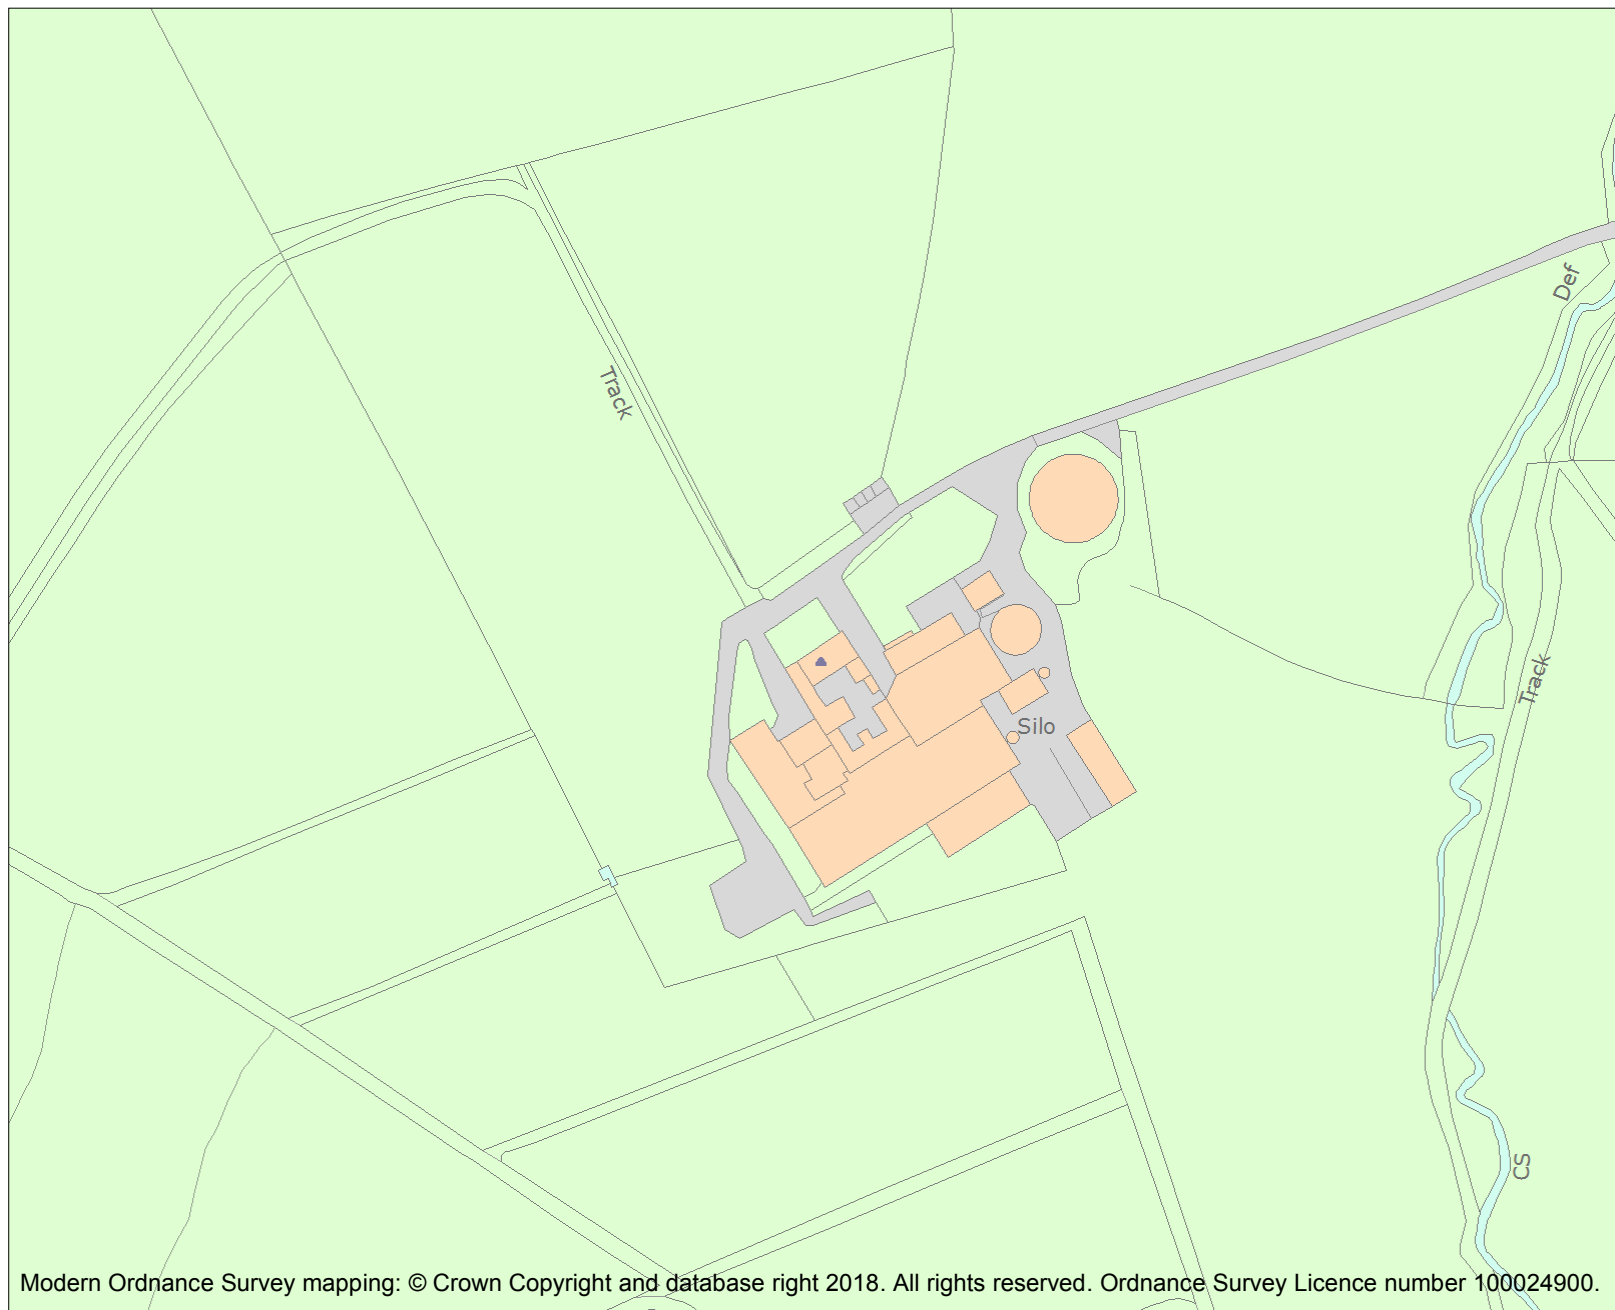 Def
Track
Track
Silo
CS
Modern Ordnance Survey mapping: © Crown Copyright and database right 2018. All rights reserved. Ordnance Survey Licence number 100024900.